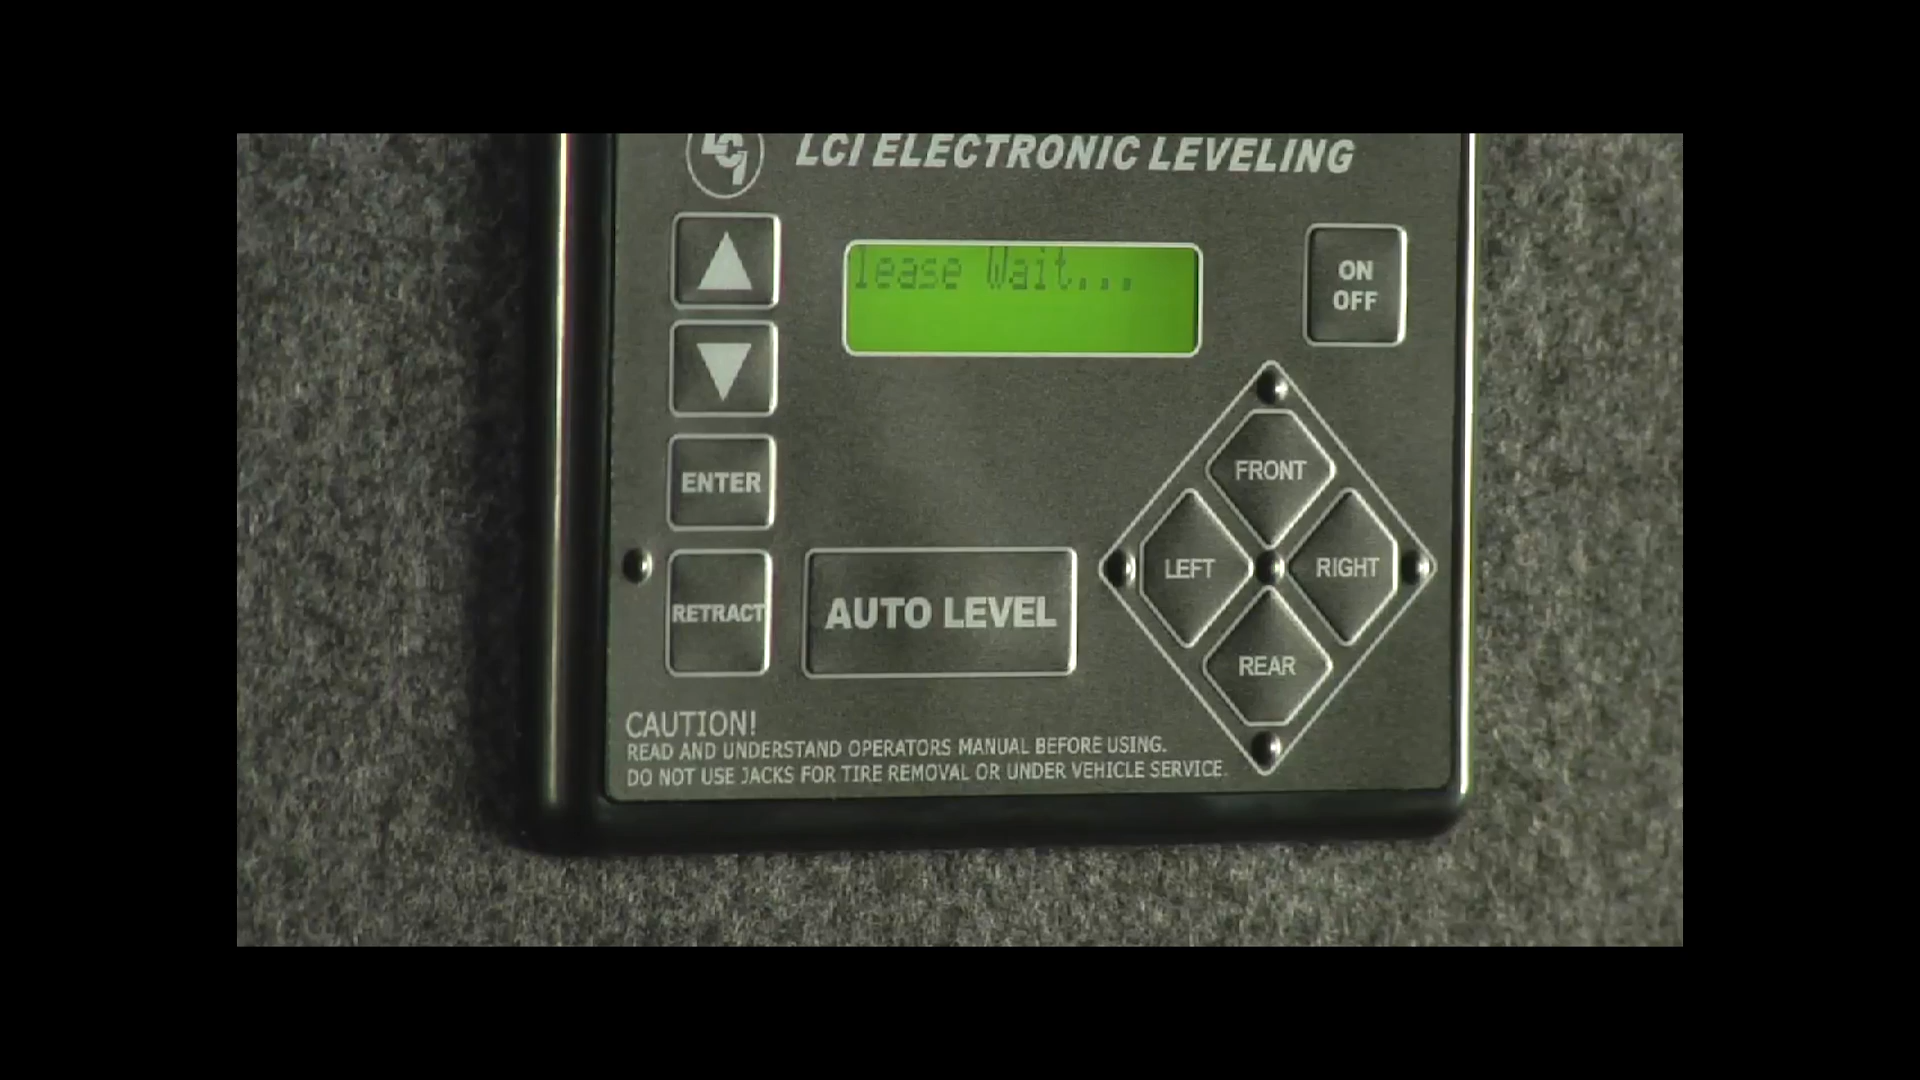 LCI
LCI ELECTRONIC LEVELING
lease Wait...
ON
OFF
ENTER
RETRACT
AUTO LEVEL
FRONT
LEFT
RIGHT
REAR
CAUTION!
READ AND UNDERSTAND OPERATORS MANUAL BEFORE USING.
DO NOT USE JACKS FOR TIRE REMOVAL OR UNDER VEHICLE SERVICE.